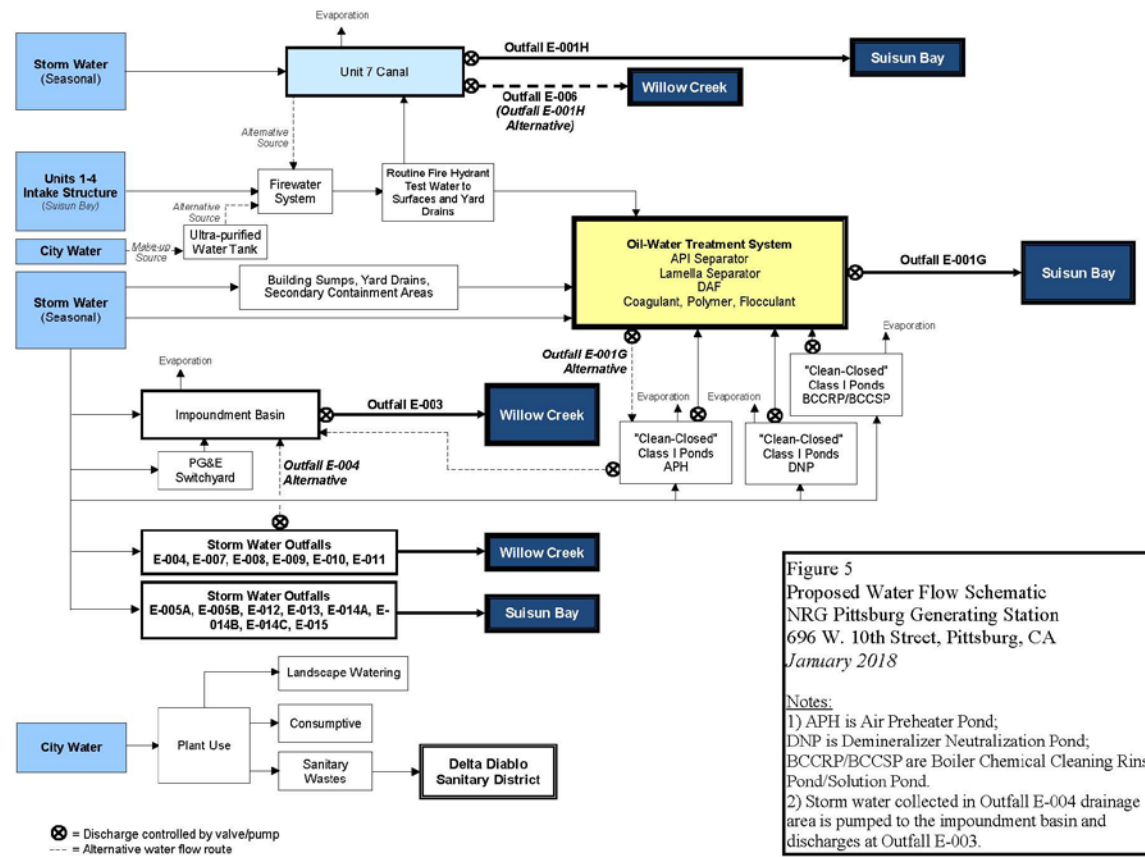 Evaporation
Storm Water
(Seasonal)
Unit 7 Canal
Outfall E-001H
Suisun Bay
Outfall E-006
(Outfall E-001H
Alternative)
Willow Creek
Alternative
Source
Units 1-4
Intake Structure
(Suisun Bay)
Firewater
System
Routine Fire Hydrant
Test Water to
Surfaces and Yard
Drains
Alternative
Source
City Water
Make-up
Source
Ultra-purified
Water Tank
Oil-Water Treatment System
API Separator
Lamella Separator
DAF
Coagulant, Polymer, Flocculant
Outfall E-001G
Suisun Bay
Storm Water
(Seasonal)
Building Sumps, Yard Drains,
Secondary Containment Areas
Outfall E-001G
Alternative
Evaporation
"Clean-Closed"
Class I Ponds
BCCRP/BCCSP
Evaporation
Impoundment Basin
Outfall E-003
Willow Creek
Evaporation
"Clean-Closed"
Class I Ponds
APH
Evaporation
"Clean-Closed"
Class I Ponds
DNP
PG&E
Switchyard
Outfall E-004
Alternative
Storm Water Outfalls
E-004, E-007, E-008, E-009, E-010, E-011
Willow Creek
Storm Water Outfalls
E-005A, E-005B, E-012, E-013, E-014A, E-
014B, E-014C, E-015
Suisun Bay
City Water
Plant Use
Landscape Watering
Consumptive
Sanitary
Wastes
Delta Diablo
Sanitary District
= Discharge controlled by valve/pump
---- = Alternative water flow route
Figure 5
Proposed Water Flow Schematic
NRG Pittsburg Generating Station
696 W. 10th Street, Pittsburg, CA
January 2018
Notes:
1) APH is Air Preheater Pond;
DNP is Demineralizer Neutralization Pond;
BCCRP/BCCSP are Boiler Chemical Cleaning Rins
Pond/Solution Pond.
2) Storm water collected in Outfall E-004 drainage
area is pumped to the impoundment basin and
discharges at Outfall E-003.